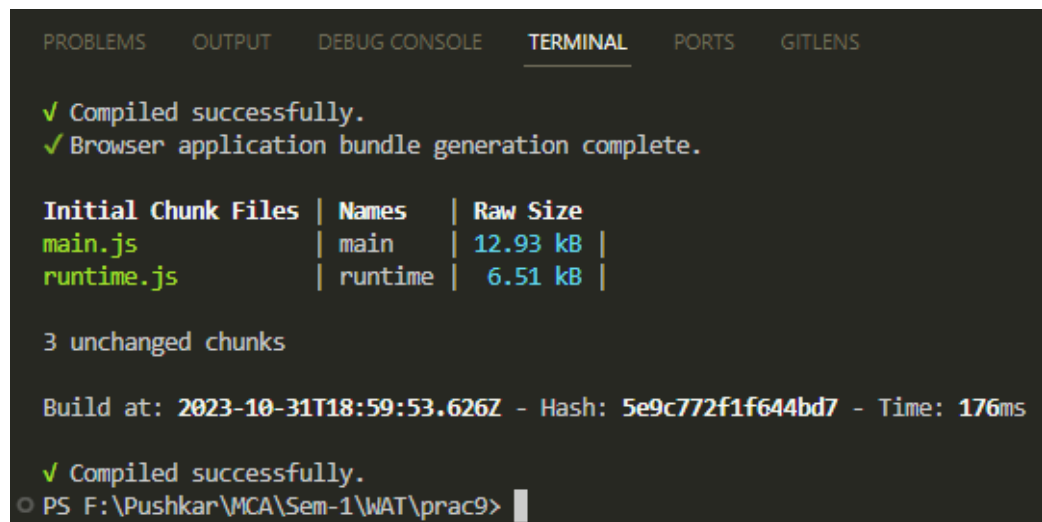 PROBLEMS OUTPUT DEBUG CONSOLE TERMINAL PORTS GITLENS
√ Compiled successfully.
✓ Browser application bundle generation complete.
Initial Chunk Files | Names | Raw Size
main.js | main | 12.93 kB |
runtime.js | runtime | 6.51 kB |
3 unchanged chunks
Build at: 2023-10-31T18:59:53.626Z - Hash: 5e9c772f1f644bd7 - Time: 176ms
√ Compiled successfully.
PS F:\Pushkar\MCA\Sem-1\WAT\prac9>